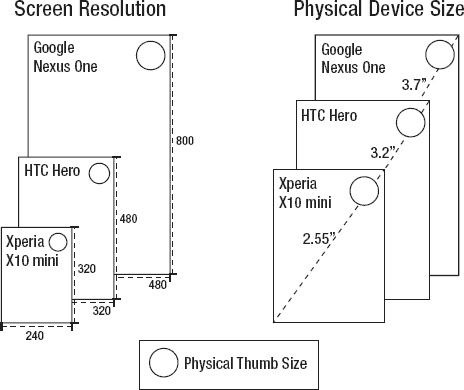 Screen Resolution
Google
Nexus One
800
HTC Hero
480
480
Xperia
X10 mini
320
320
240
Physical Device Size
Google
Nexus One
3.7”
HTC Hero
3.2”
Xperia
X10 mini
2.55”
Physical Thumb Size